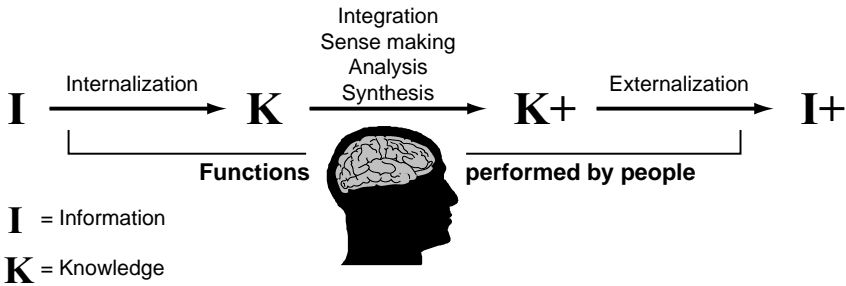 Integration
Sense making
Analysis
Synthesis
Internalization
Externalization
I K K+ I+
Functions performed by people
I = Information
K = Knowledge